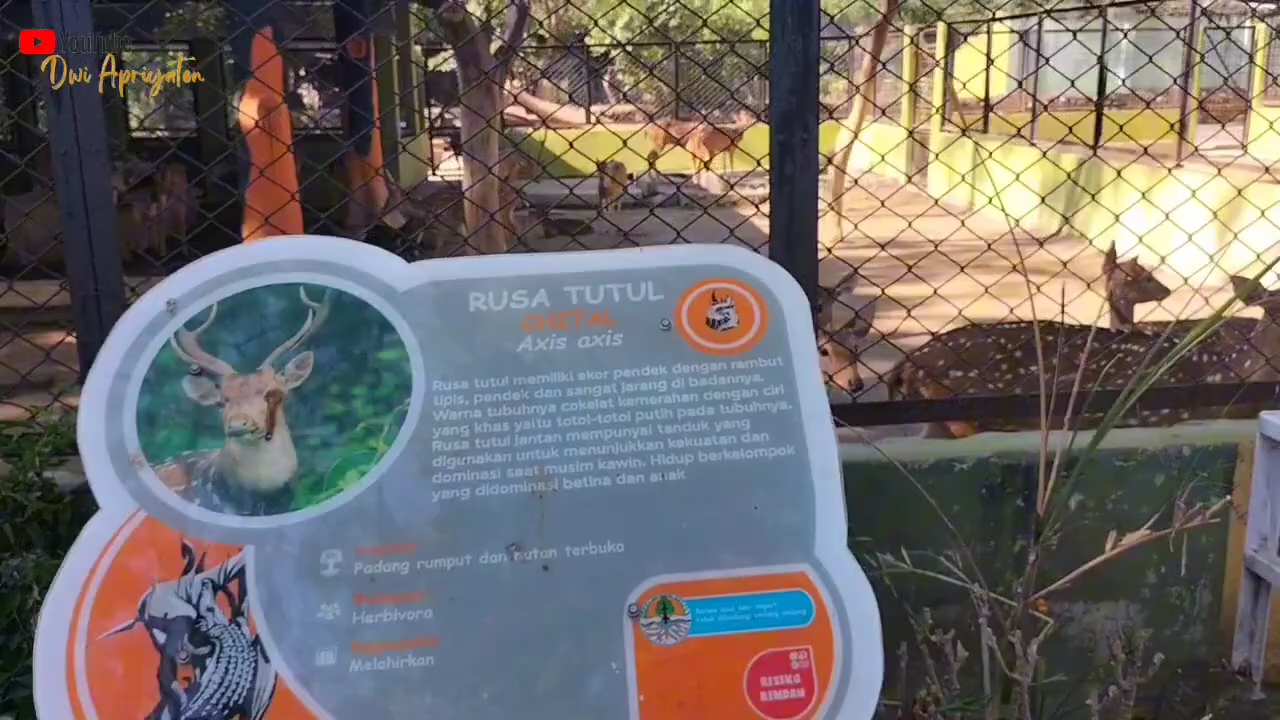 YouTube
Dwi Apriyaton
RUSA TUTUL
CHITAL
Axis axis
Rusa tutul memiliki ekor pendek dengan rambut
tipis, pendek dan sangat jarang di badannya.
Warna tubuhnya cokelat kemerahan dengan ciri
yang khas yaitu totol-totol putih pada tubuhnya.
Rusa tutul jantan mempunyai tanduk yang
digunakan untuk menunjukkan kekuatan dan
dominasi saat musim kawin. Hidup berkelompok
yang didominasi betina dan anak
Padang rumput dan hutan terbuka
Herbivora
Melahirkan
RESIKO
RENDAH